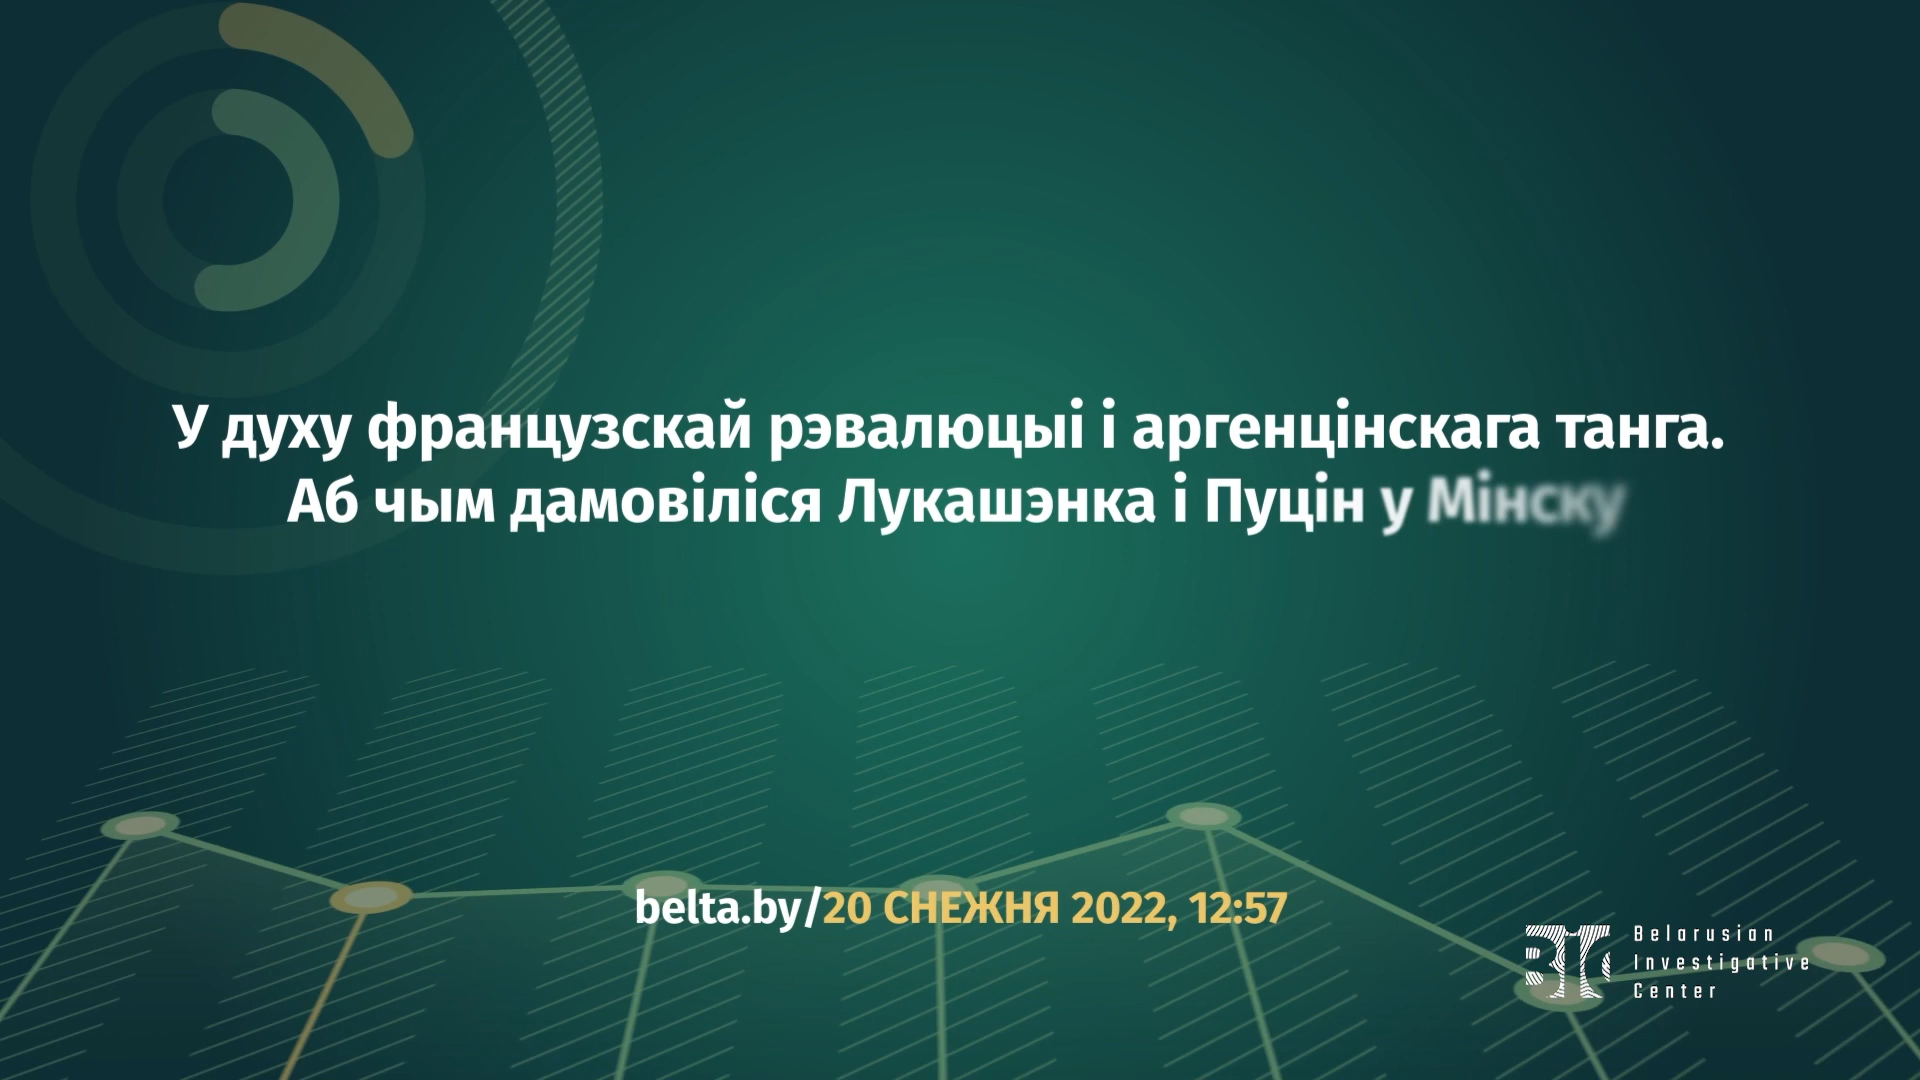 У духу французскай рэвалюцыі і аргенцінскага танга.
Аб чым дамовіліся Лукашэнка і Пуцін у Мінску
belta.by/20 СНЕЖНЯ 2022, 12:57
Belarusian
Investigative
Center